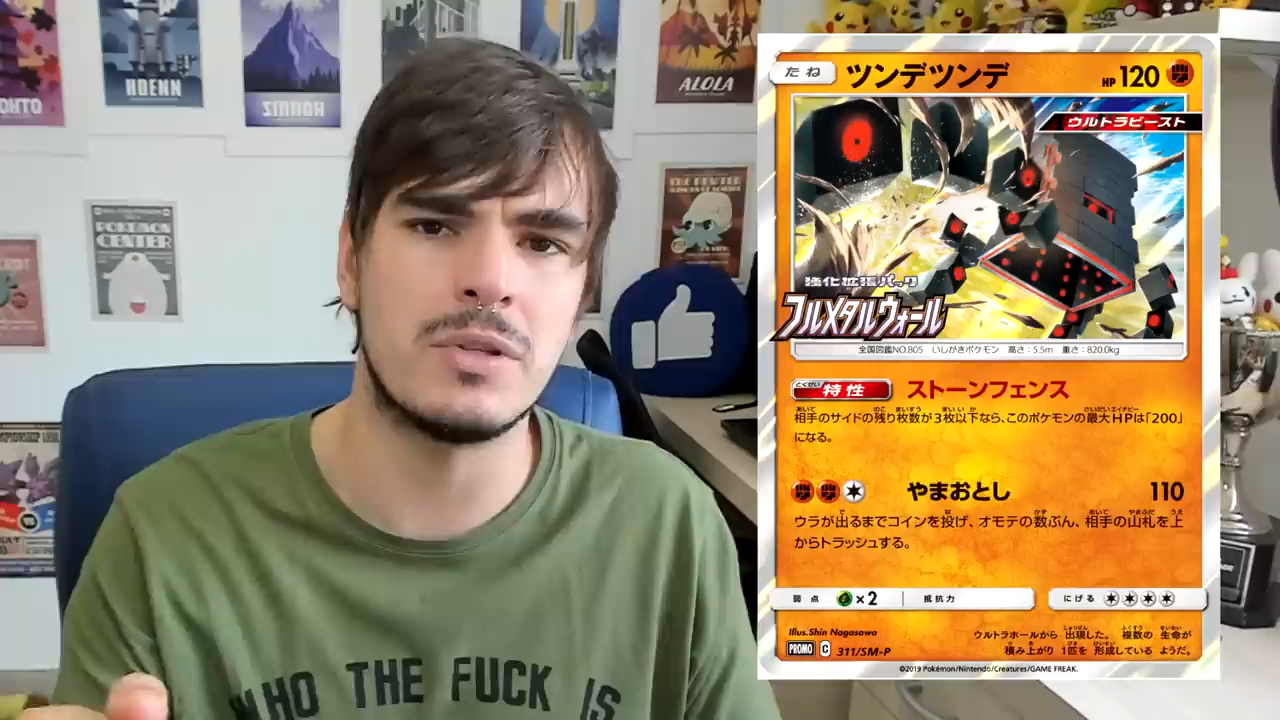 OHTO
HOENN
SINNOH
ALOLA
POKÉMON
CENTER
WHO THE FUCK IS
たね
ツンデツンデ
HP 120
ウルトラビースト
強化拡張パック
フルメタルウォール
全国図鑑NO.805 いしがきポケモン 高さ:5.5m 重さ:820.0kg
とくせい
特性 ストーンフェンス
相手のサイドの残り枚数が3枚以下なら、このポケモンの最大HPは「200」
になる。
やまおとし 110
ウラが出るまでコインを投げ、オモテの数ぶん、相手の山札を上
からトラッシュする。
弱点 ×2 抵抗力 にげる
Illus.Shin Nagasawa
PROMO C 311/SM-P
ウルトラホールから 出現した。 複数の 生命が
積み上がり 1匹を 形成している ようだ。
©2019 Pokémon/Nintendo/Creatures/GAME FREAK.